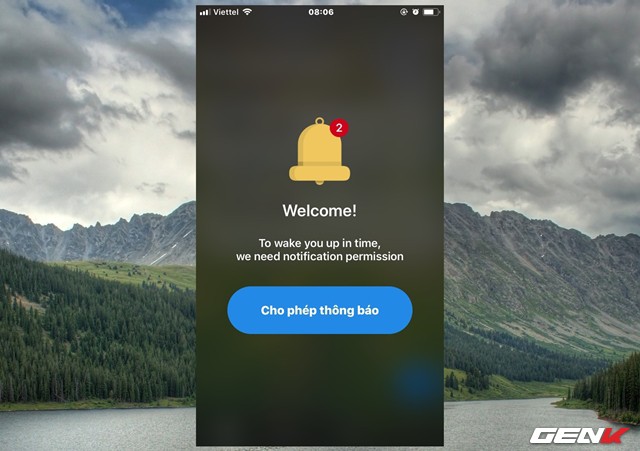 Viettel 08:06
2
Welcome!
To wake you up in time,
we need notification permission
Cho phép thông báo
GENK